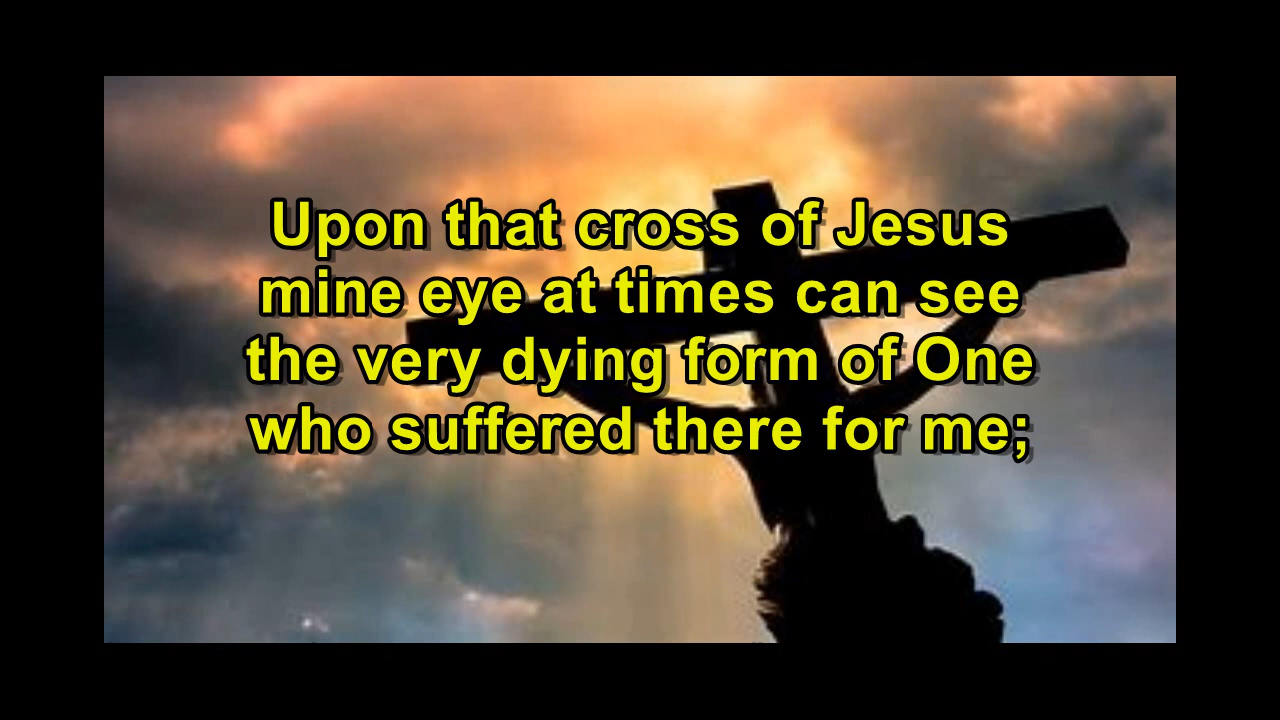 Upon that cross of Jesus
mine eye at times can see
the very dying form of One
who suffered there for me;